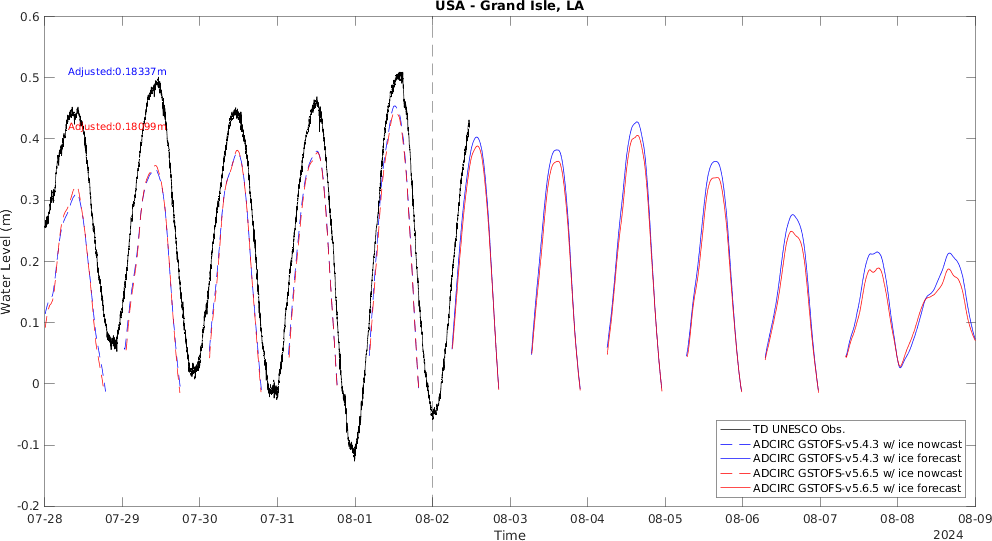 USA - Grand Isle, LA
0.6
0.5
0.4
0.3
0.2
0.1
0
-0.1
-0.2
Water Level (m)
Adjusted:0.18337m
Adjusted:0.18099m
TD UNESCO Obs.
ADCIRC GSTOFS-v5.4.3 w/ ice nowcast
ADCIRC GSTOFS-v5.4.3 w/ ice forecast
ADCIRC GSTOFS-v5.6.5 w/ ice nowcast
ADCIRC GSTOFS-v5.6.5 w/ ice forecast
07-28 07-29 07-30 07-31 08-01 08-02 08-03 08-04 08-05 08-06 08-07 08-08 08-09
Time
2024